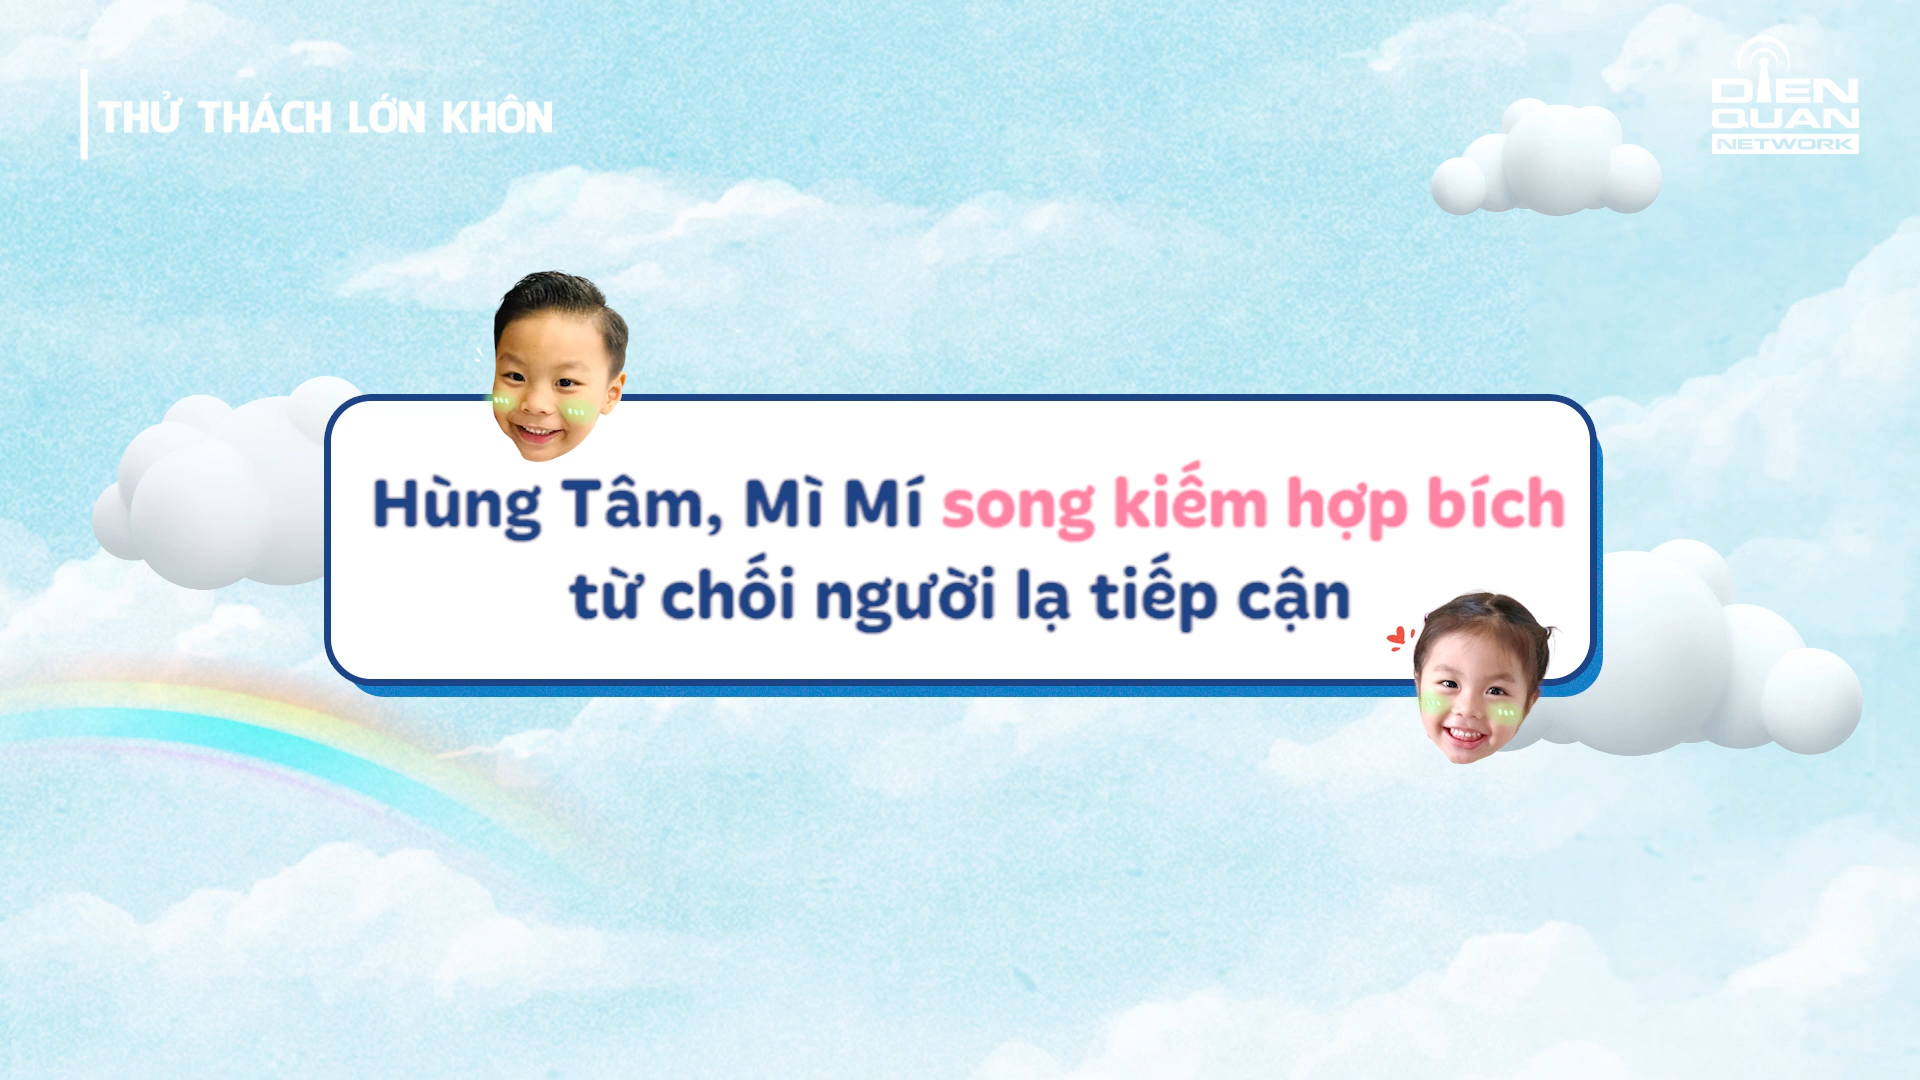 THỬ THÁCH LỚN KHÔN
DIEN
QUAN
NETWORK
Hùng Tâm, Mì Mí song kiếm hợp bích
từ chối người lạ tiếp cận